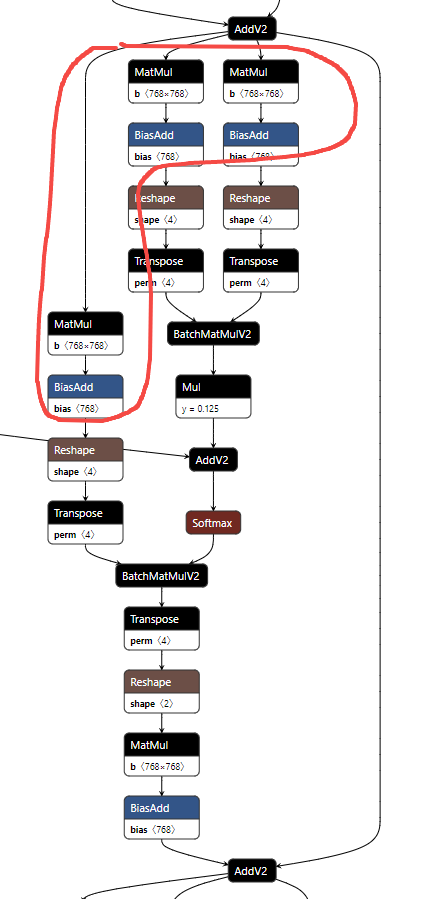 AddV2
MatMul
b ⟨768×768⟩
BiasAdd
bias ⟨768⟩
Reshape
shape ⟨4⟩
Transpose
perm ⟨4⟩
MatMul
b ⟨768×768⟩
BiasAdd
bias ⟨768⟩
Reshape
shape ⟨4⟩
Transpose
perm ⟨4⟩
BatchMatMulV2
Mul
y = 0.125
AddV2
Softmax
MatMul
b ⟨768×768⟩
BiasAdd
bias ⟨768⟩
Reshape
shape ⟨4⟩
Transpose
perm ⟨4⟩
BatchMatMulV2
Transpose
perm ⟨4⟩
Reshape
shape ⟨2⟩
MatMul
b ⟨768×768⟩
BiasAdd
bias ⟨768⟩
AddV2